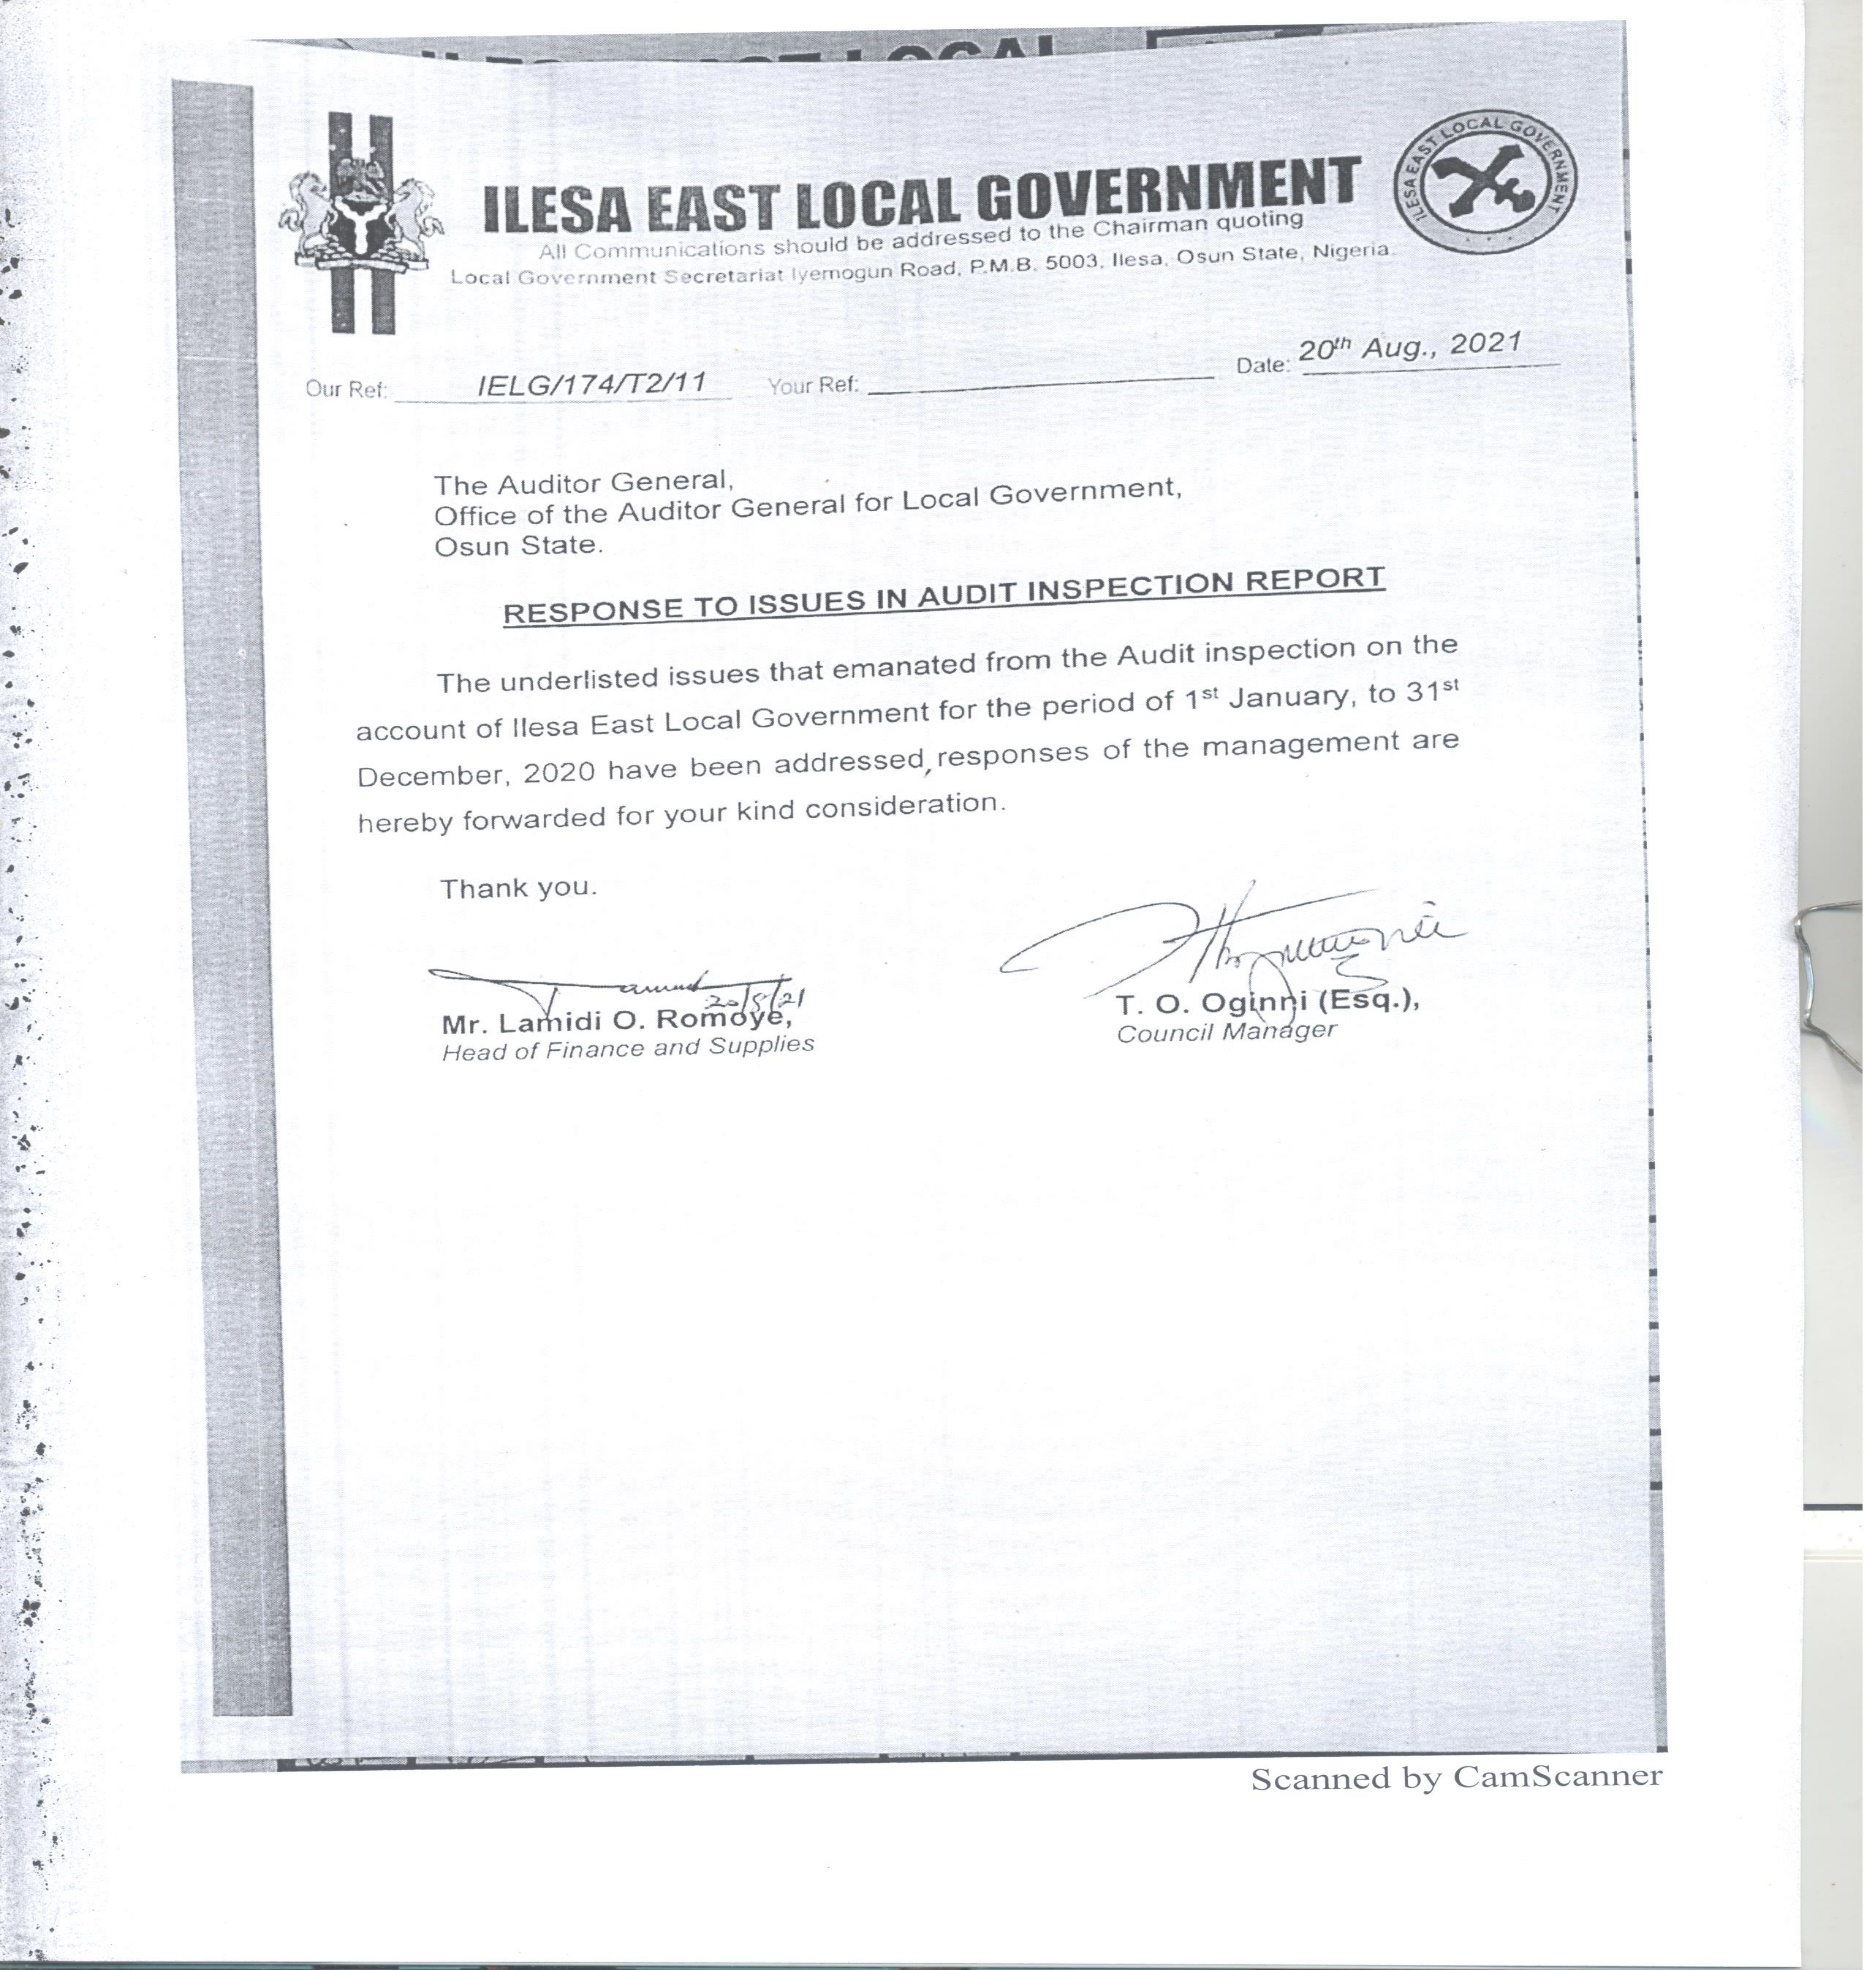 ILESA EAST LOCAL GOVERNMENT
All Communications should be addressed to the Chairman quoting
Local Government Secretariat Iyemogun Road, P.M.B. 5003, Ilesa, Osun State, Nigeria.
ILESA EAST LOCAL GOVERNMENT
Our Ref: IELG/174/T2/11 Your Ref: Date: 20th Aug., 2021
The Auditor General,
Office of the Auditor General for Local Government,
Osun State.
RESPONSE TO ISSUES IN AUDIT INSPECTION REPORT
The underlisted issues that emanated from the Audit inspection on the
account of Ilesa East Local Government for the period of 1st January, to 31st
December, 2020 have been addressed, responses of the management are
hereby forwarded for your kind consideration.
Thank you.
20/8/21
Mr. Lamidi O. Romoye,
Head of Finance and Supplies
T. O. Oginni (Esq.),
Council Manager
Scanned by CamScanner